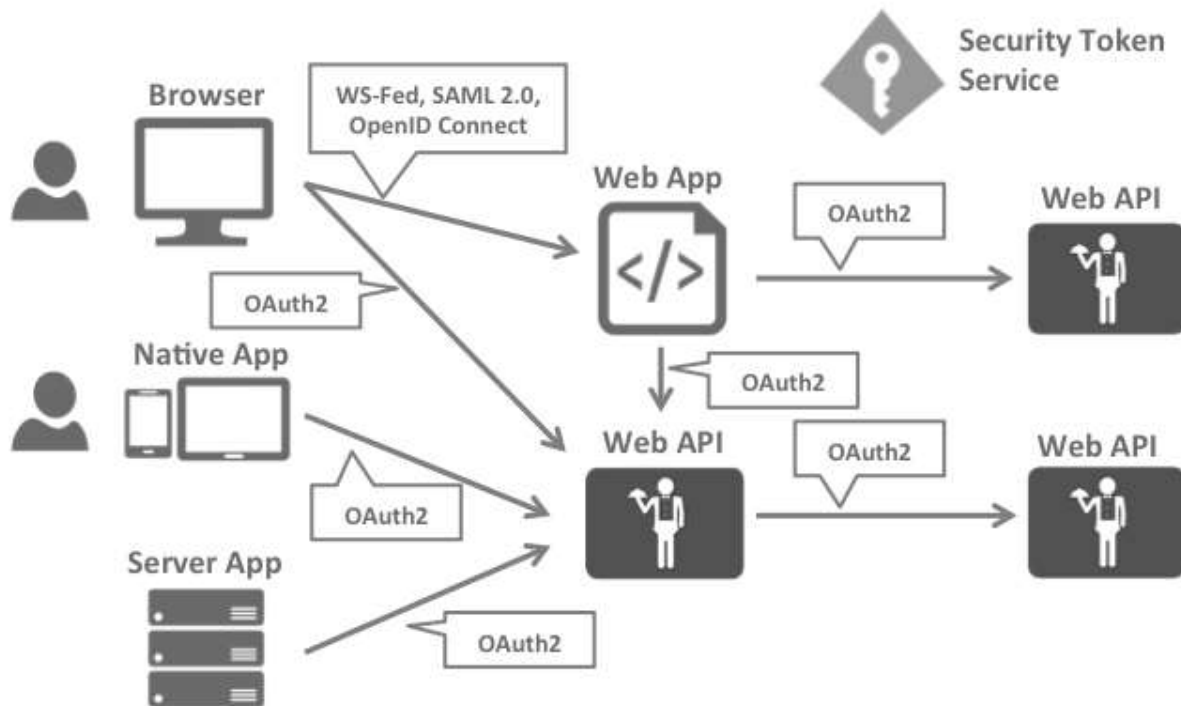 Security Token
Service
Browser
WS-Fed, SAML 2.0,
OpenID Connect
Web App
</>
OAuth2
Web API
OAuth2
Native App
OAuth2
Web API
OAuth2
Web API
OAuth2
Server App
OAuth2